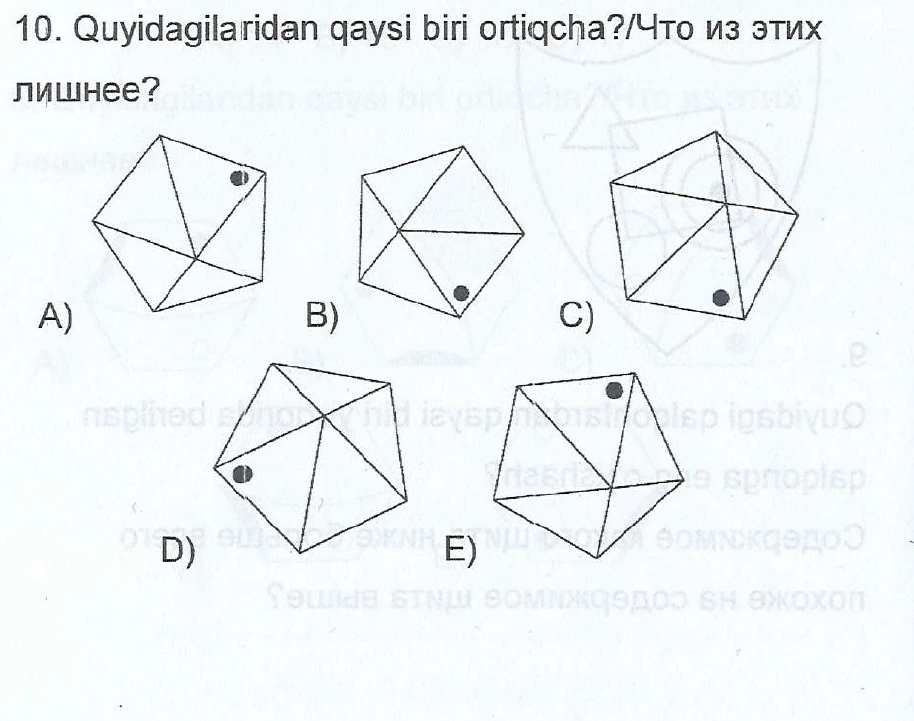 10. Quyidagilaridan qaysi biri ortiqcha?/Что из этих
лишнее?
A)
B)
C)
D)
E)